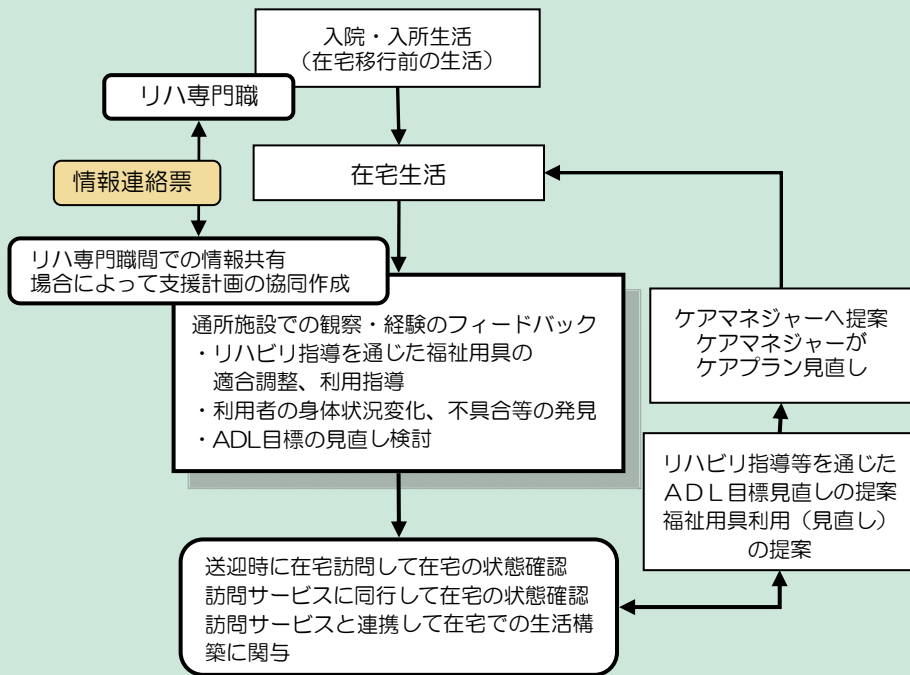 入院・入所生活
（在宅移行前の生活）
リハ専門職
情報連絡票
在宅生活
リハ専門職間での情報共有
場合によって支援計画の協同作成
通所施設での観察・経験のフィードバック
・リハビリ指導を通じた福祉用具の
適合調整、利用指導
・利用者の身体状況変化、不具合等の発見
・ADL目標の見直し検討
ケアマネジャーへ提案
ケアマネジャーが
ケアプラン見直し
リハビリ指導等を通じた
ＡＤＬ目標見直しの提案
福祉用具利用（見直し）
の提案
送迎時に在宅訪問して在宅の状態確認
訪問サービスに同行して在宅の状態確認
訪問サービスと連携して在宅での生活構
築に関与